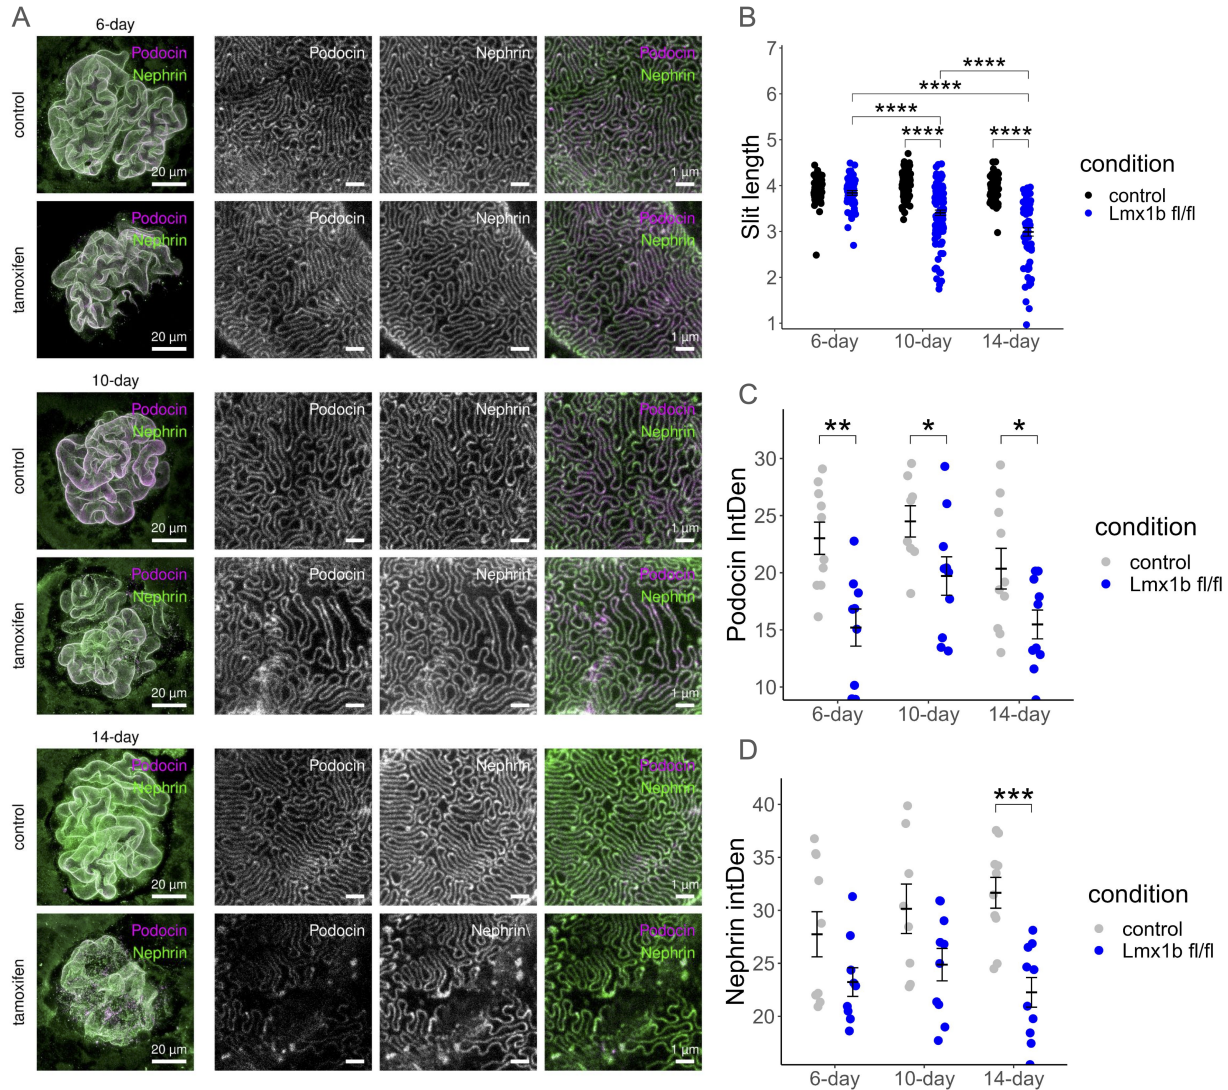 A
6-day
control
Podocin
Nephrin
20 µm
Podocin
Nephrin
Podocin
Nephrin
1 µm
tamoxifen
Podocin
Nephrin
20 µm
Podocin
Nephrin
Podocin
Nephrin
1 µm
10-day
control
Podocin
Nephrin
20 µm
Podocin
Nephrin
Podocin
Nephrin
1 µm
tamoxifen
Podocin
Nephrin
20 µm
Podocin
Nephrin
Podocin
Nephrin
1 µm
14-day
control
Podocin
Nephrin
20 µm
Podocin
Nephrin
Podocin
Nephrin
1 µm
tamoxifen
Podocin
Nephrin
20 µm
Podocin
Nephrin\
Podocin
Nephrin
1 µm
B
Slit length
7
6
5
4
3
2
1
****
****
****
**** ****
6-day 10-day 14-day
condition
control
Lmx1b fl/fl
C
Podocin IntDen
30
25
20
15
10
** * *
6-day 10-day 14-day
condition
control
Lmx1b fl/fl
D
Nephrin intDen
40
35
30
25
20
***
6-day 10-day 14-day
condition
control
Lmx1b fl/fl